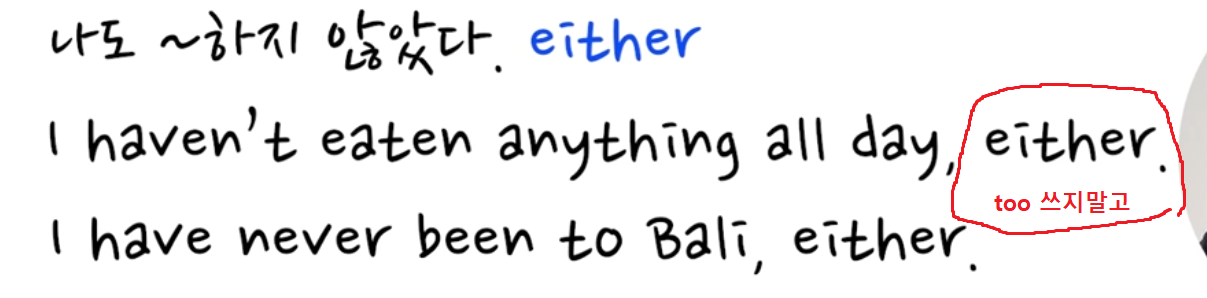 나도 ~하지 않았다. either
I haven't eaten anything all day, either.
too 쓰지말고
I have never been to Bali, either.